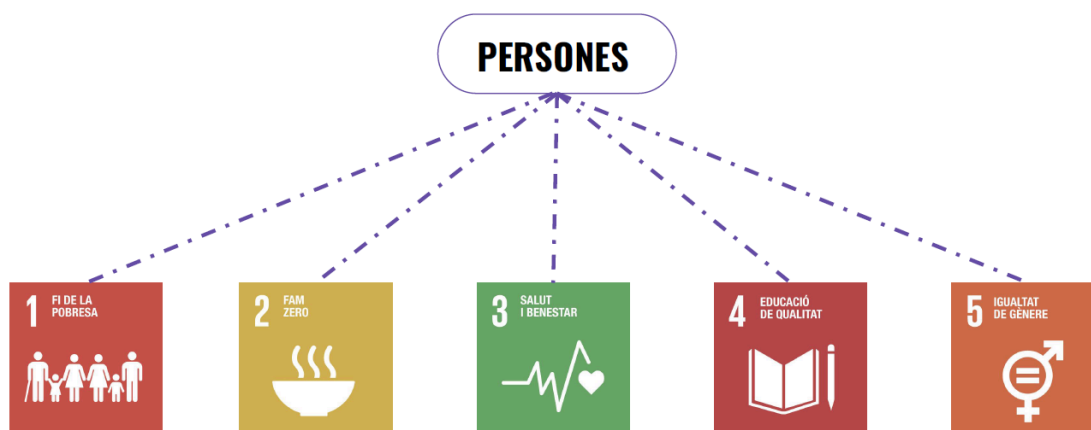 PERSONES
1 FI DE LA
POBRESA
2 FAM
ZERO
3 SALUT
I BENESTAR
4 EDUCACIÓ
DE QUALITAT
5 IGUALTAT
DE GÈNERE